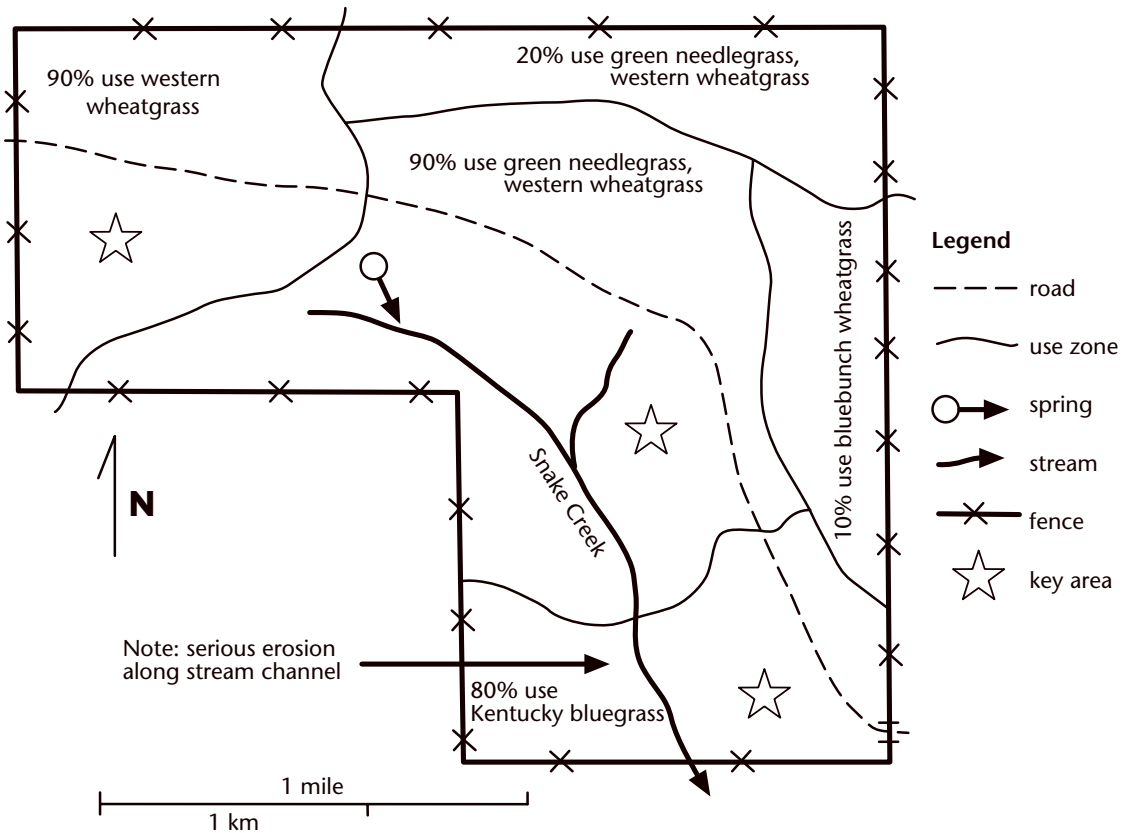 90% use western
wheatgrass
20% use green needlegrass,
western wheatgrass
90% use green needlegrass,
western wheatgrass
10% use bluebunch wheatgrass
Snake Creek
N
Note: serious erosion
along stream channel
80% use
Kentucky bluegrass
1 mile
1 km
Legend
road
use zone
spring
stream
fence
key area